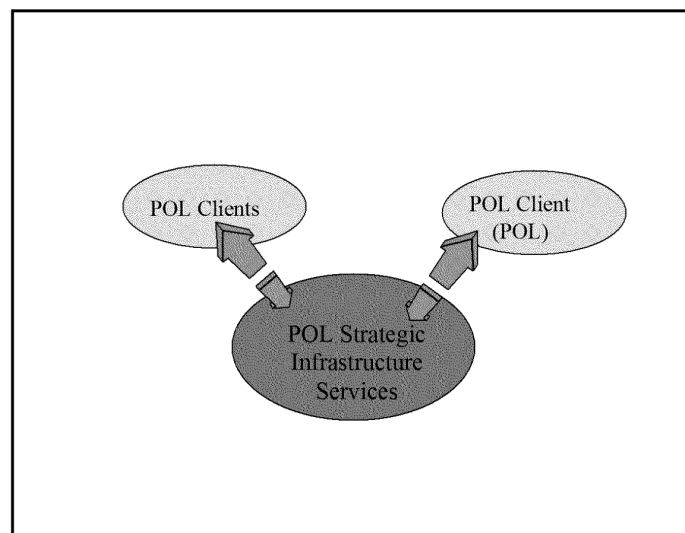 POL Clients
POL Client
(POL)
POL Strategic
Infrastructure
Services